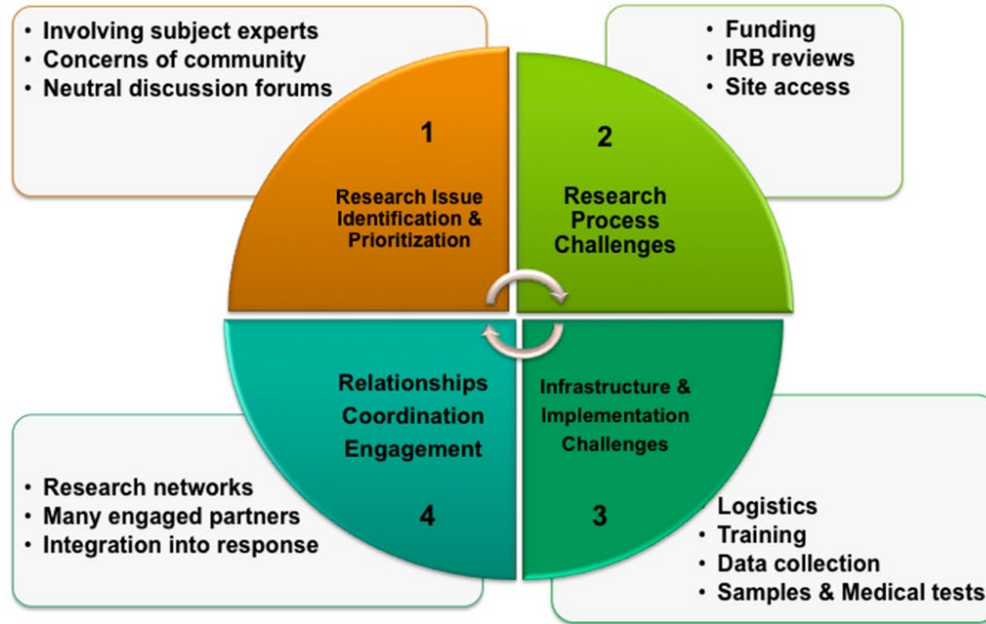 • Involving subject experts
• Concerns of community
• Neutral discussion forums
1
Research Issue
Identification &
Prioritization
• Funding
• IRB reviews
• Site access
2
Research
Process
Challenges
Infrastructure &
Implementation
Challenges
3
• Logistics
• Training
• Data collection
• Samples & Medical tests
Relationships
Coordination
Engagement
4
• Research networks
• Many engaged partners
• Integration into response